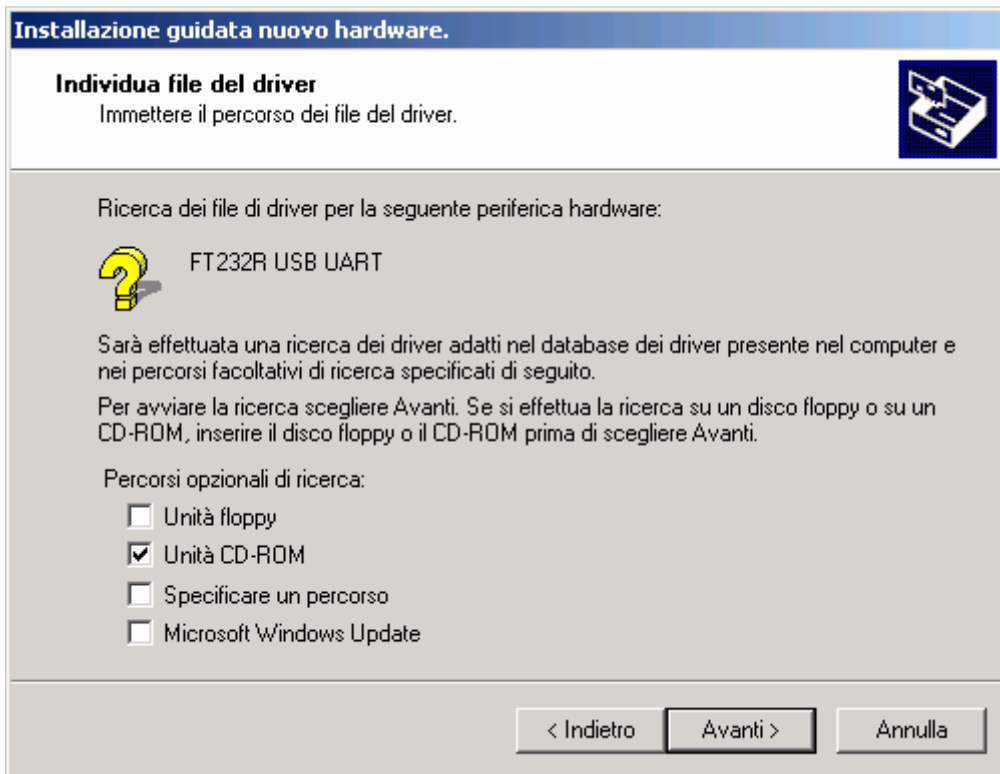 Installazione guidata nuovo hardware.
Individua file del driver
Immettere il percorso dei file del driver.
Ricerca dei file di driver per la seguente periferica hardware:
FT232R USB UART
Sarà effettuata una ricerca dei driver adatti nel database dei driver presente nel computer e
nei percorsi facoltativi di ricerca specificati di seguito.
Per avviare la ricerca scegliere Avanti. Se si effettua la ricerca su un disco floppy o su un
CD-ROM, inserire il disco floppy o il CD-ROM prima di scegliere Avanti.
Percorsi opzionali di ricerca:
Unità floppy
Unità CD-ROM
Specificare un percorso
Microsoft Windows Update
< Indietro Avanti > Annulla